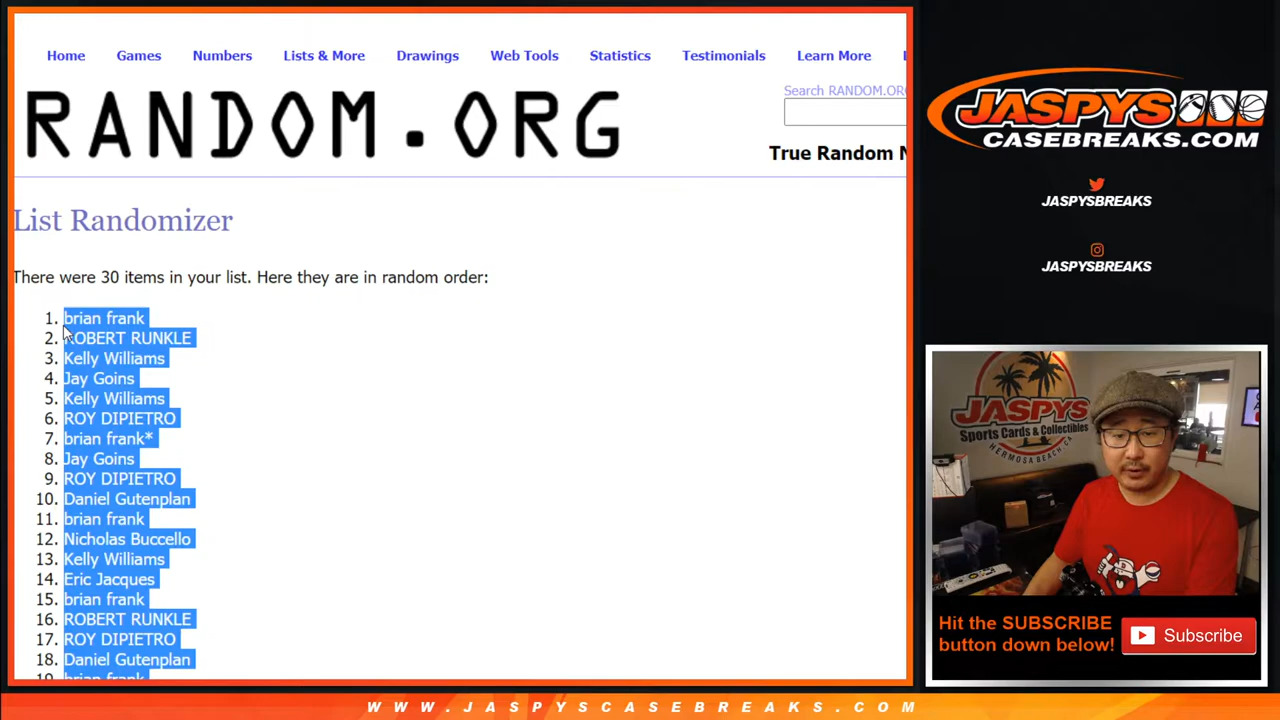 Home Games Numbers Lists & More Drawings Web Tools Statistics Testimonials Learn More
Search RANDOM.ORG
RANDOM.ORG
True Random N
List Randomizer
There were 30 items in your list. Here they are in random order:
1. brian frank
2. ROBERT RUNKLE
3. Kelly Williams
4. Jay Goins
5. Kelly Williams
6. ROY DIPIETRO
7. brian frank*
8. Jay Goins
9. ROY DIPIETRO
10. Daniel Gutenplan
11. brian frank
12. Nicholas Buccello
13. Kelly Williams
14. Eric Jacques
15. brian frank
16. ROBERT RUNKLE
17. ROY DIPIETRO
18. Daniel Gutenplan
19. brian frank
JASPYS
CASEBREAKS.COM
JASPYSBREAKS
JASPYSBREAKS
JASPYS
Sports Cards & Collectibles
HERMOSA BEACH, CA
Hit the SUBSCRIBE
button down below!
Subscribe
WWW.JASPYSCASEBREAKS.COM